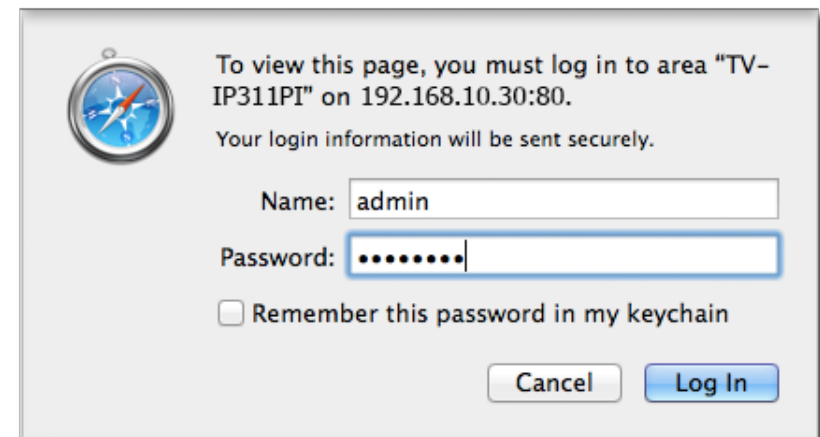 To view this page, you must log in to area “TV-
IP311PI” on 192.168.10.30:80.
Your login information will be sent securely.
Name: admin
Password: ••••••••
Remember this password in my keychain
Cancel Log In